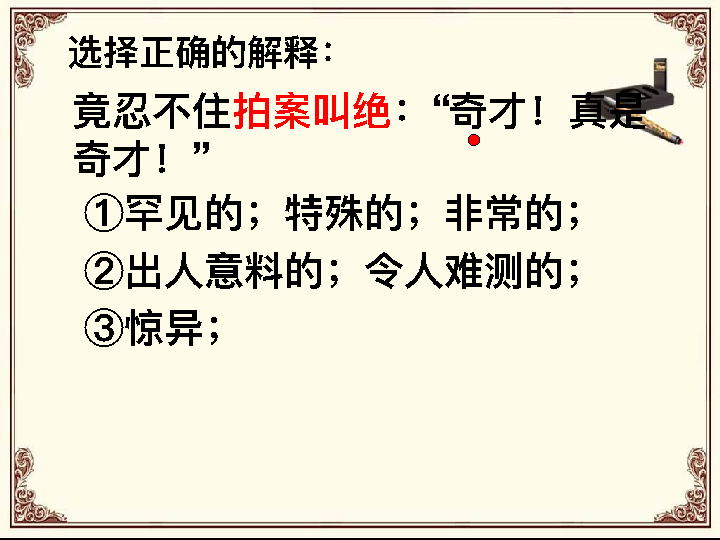 选择正确的解释：
竟忍不住拍案叫绝：“奇才！真是
奇才！”
①罕见的；特殊的；非常的；
②出人意料的；令人难测的；
③惊异；